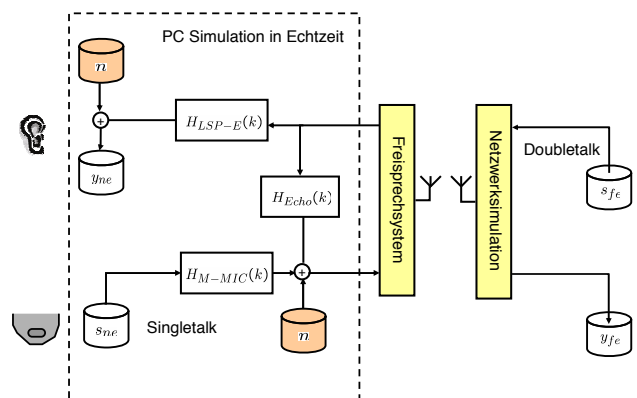 PC Simulation in Echtzeit
n
H_{LSP-E}(k)
y_{ne}
H_{Echo}(k)
Freisprechsystem
Netzwerksimulation
Doubletalk
s_{fe}
H_{M-MIC}(k)
s_{ne}
Singletalk
n
y_{fe}